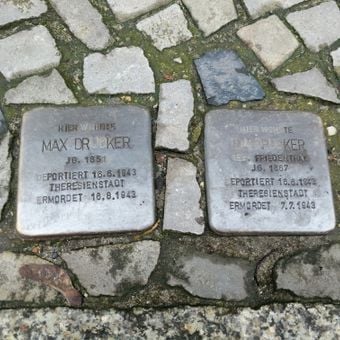 HIER WOHNTE
MAX DRUCKER
JG. 1851
DEPORTIERT 16.6.1943
THERESIENSTADT
ERMORDET 18.8.1943
HIER WOHNTE
DRUCKER
GEB. FRIEDENTHAL
JG. 1867
DEPORTIERT 16.6.1943
THERESIENSTADT
ERMORDET 7.7.1943